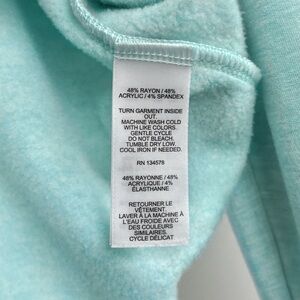 48% RAYON / 48%
ACRYLIC / 4% SPANDEX
TURN GARMENT INSIDE
OUT.
MACHINE WASH COLD
WITH LIKE COLORS.
GENTLE CYCLE
DO NOT BLEACH.
TUMBLE DRY LOW.
COOL IRON IF NEEDED.
RN 134578
48% RAYONNE / 48%
ACRYLIQUE / 4%
ÉLASTHANNE
RETOURNER LE
VÊTEMENT.
LAVER À LA MACHINE À
L'EAU FROIDE AVEC
DES COULEURS
SIMILAIRES.
CYCLE DÉLICAT